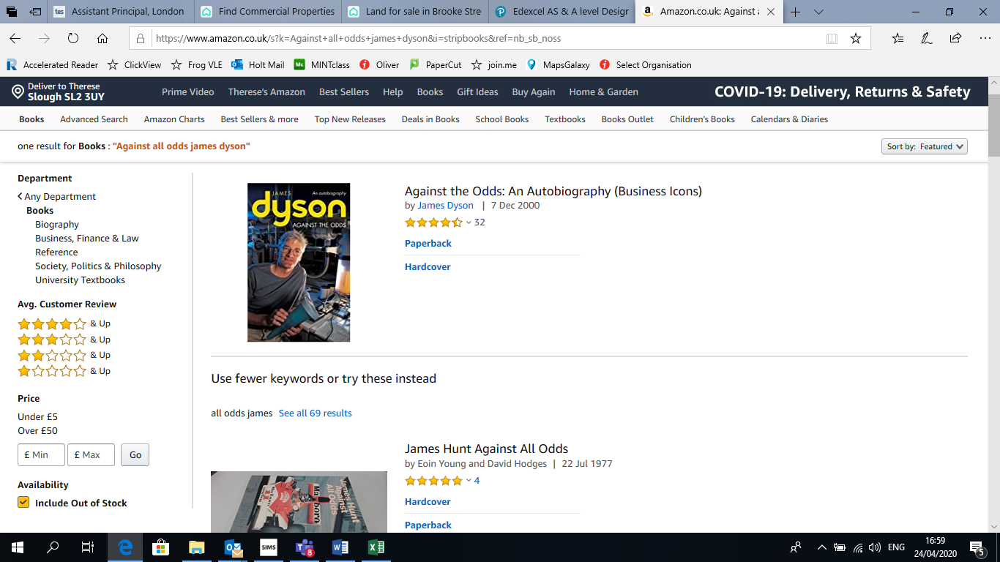 tes Assistant Principal, London
Find Commercial Properties
Land for sale in Brooke Stre
Edexcel AS & A level Design
a Amazon.co.uk: Against a
https://www.amazon.co.uk/s?k=Against+all+odds+james+dyson&i=stripbooks&ref=nb_sb_noss
R Accelerated Reader
ClickView
Frog VLE
Holt Mail
Mc MINTclass
Oliver
PaperCut
join.me
MapsGalaxy
Select Organisation
Deliver to Therese
Slough SL2 3UY
Prime Video Therese's Amazon Best Sellers Help Books Gift Ideas Buy Again Home & Garden
COVID-19: Delivery, Returns & Safety
Books Advanced Search Amazon Charts Best Sellers & more Top New Releases Deals in Books School Books Textbooks Books Outlet Children's Books Calendars & Diaries
one result for Books : "Against all odds james dyson"
Sort by: Featured
Department
Any Department
Books
Biography
Business, Finance & Law
Reference
Society, Politics & Philosophy
University Textbooks
Avg. Customer Review
& Up
& Up
& Up
& Up
Price
Under £5
Over £50
£ Min £ Max Go
Availability
Include Out of Stock
JAMES An autobiography
dyson
AGAINST THE ODDS
Against the Odds: An Autobiography (Business Icons)
by James Dyson | 7 Dec 2000
32
Paperback
Hardcover
Use fewer keywords or try these instead
all odds james See all 69 results
James Hunt Against All Odds
by Eoin Young and David Hodges | 22 Jul 1977
4
Hardcover
Paperback
James Hunt
Against
All Odds
Marlboro
SIMS
8
ENG
16:59
24/04/2020
5